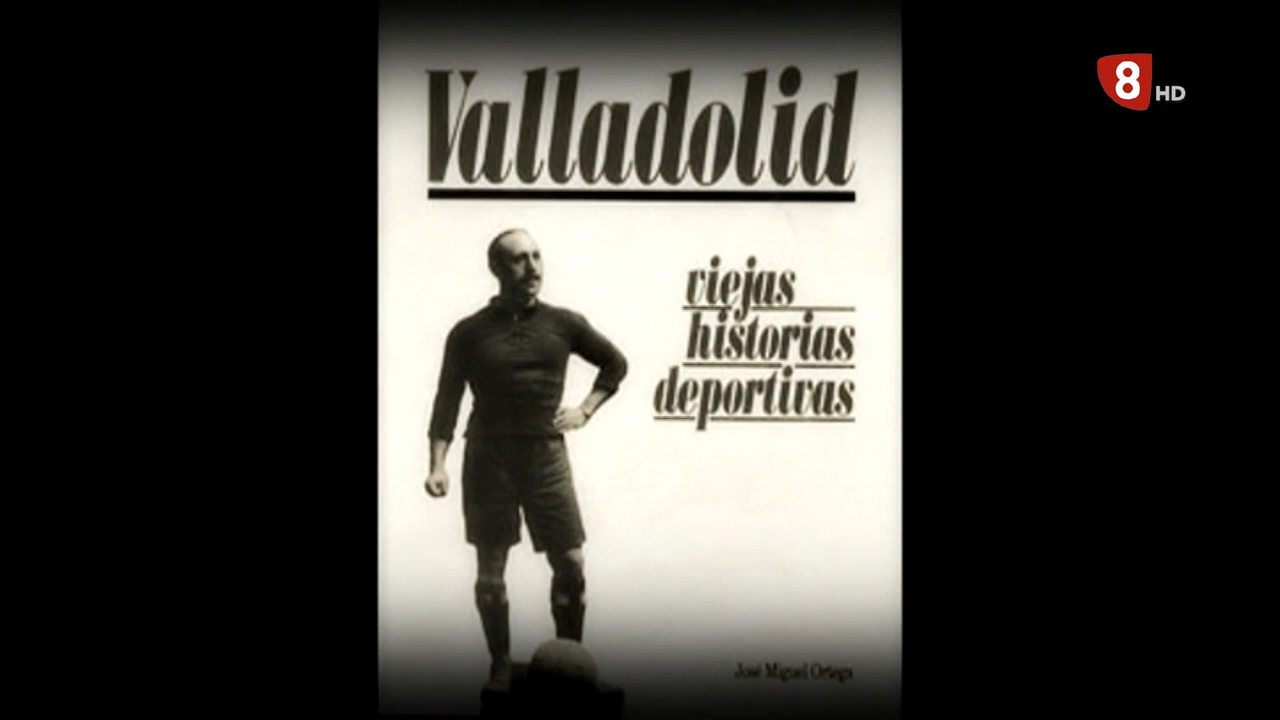 Valladolid
8 HD
viejas
historias
deportivas
José Miguel Ortega